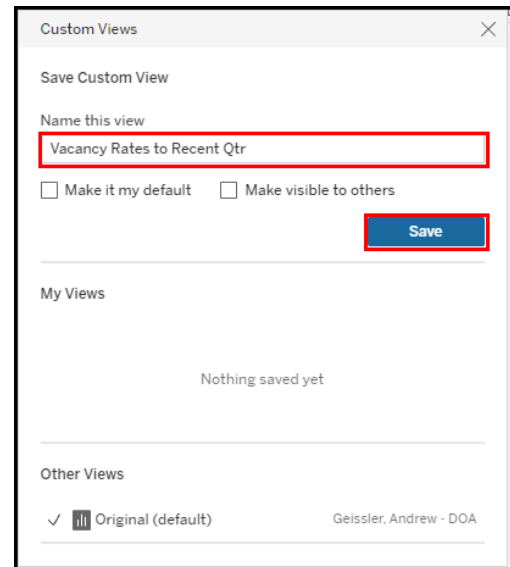 Custom Views
Save Custom View
Name this view
Vacancy Rates to Recent Qtr
Make it my default Make visible to others
Save
My Views
Nothing saved yet
Other Views
Original (default) Geissler, Andrew - DOA